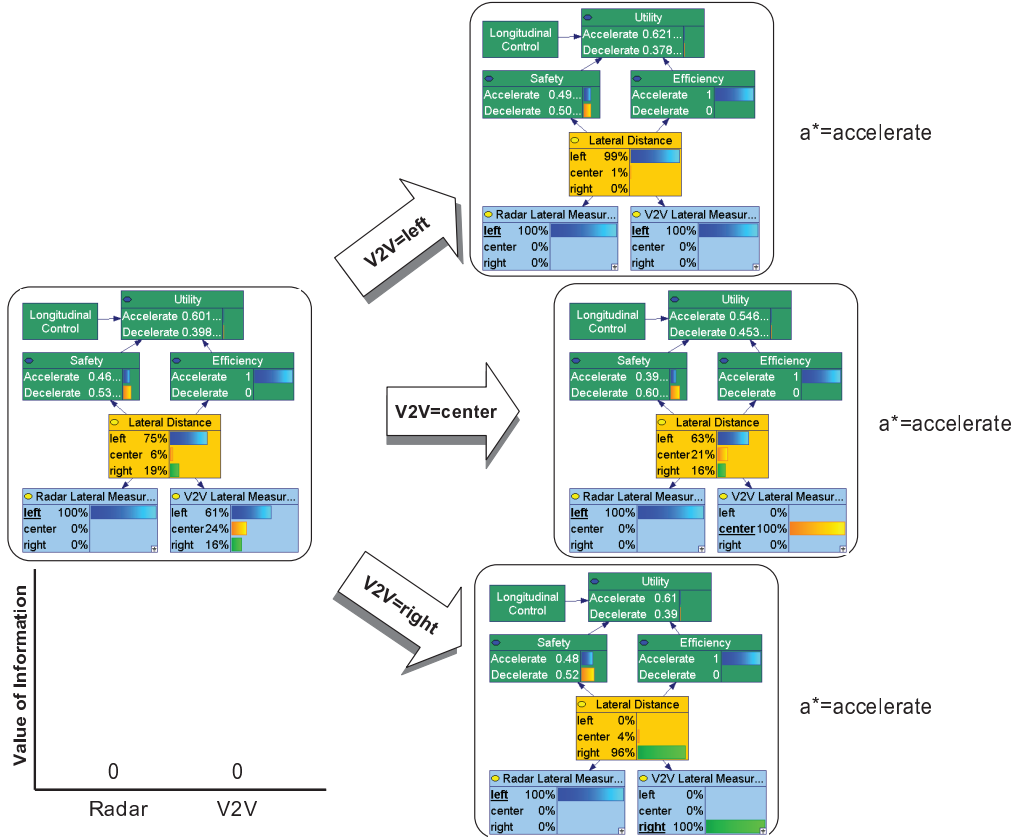 Utility
Longitudinal
Control
Accelerate 0.621...
Decelerate 0.378...
Safety
Accelerate 0.49...
Decelerate 0.50...
Efficiency
Accelerate 1
Decelerate 0
Lateral Distance
left 99%
center 1%
right 0%
Radar Lateral Measur...
left 100%
center 0%
right 0%
V2V Lateral Measur...
left 100%
center 0%
right 0%
a*=accelerate
V2V=left
Utility
Longitudinal
Control
Accelerate 0.601...
Decelerate 0.398...
Safety
Accelerate 0.46...
Decelerate 0.53...
Efficiency
Accelerate 1
Decelerate 0
Lateral Distance
left 75%
center 6%
right 19%
Radar Lateral Measur...
left 100%
center 0%
right 0%
V2V Lateral Measur...
left 61%
center 24%
right 16%
V2V=center
Utility
Longitudinal
Control
Accelerate 0.546...
Decelerate 0.453...
Safety
Accelerate 0.39...
Decelerate 0.60...
Efficiency
Accelerate 1
Decelerate 0
Lateral Distance
left 63%
center 21%
right 16%
Radar Lateral Measur...
left 100%
center 0%
right 0%
V2V Lateral Measur...
left 0%
center 100%
right 0%
a*=accelerate
V2V=right
Utility
Longitudinal
Control
Accelerate 0.61
Decelerate 0.39
Safety
Accelerate 0.48
Decelerate 0.52
Efficiency
Accelerate 1
Decelerate 0
Lateral Distance
left 0%
center 4%
right 96%
Radar Lateral Measur...
left 100%
center 0%
right 0%
V2V Lateral Measur...
left 0%
center 0%
right 100%
a*=accelerate
Value of Information
0 0
Radar V2V